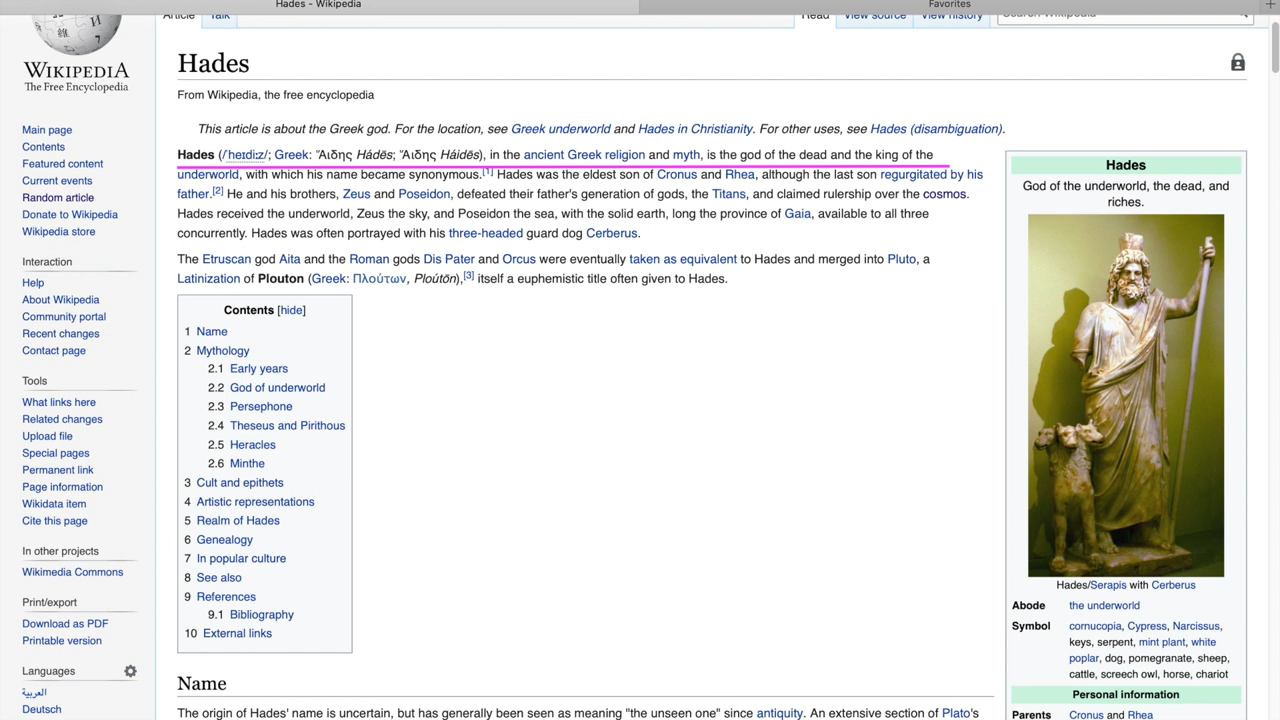 Hades - Wikipedia
Favorites
Article Talk
Read View source View history Search Wikipedia
WIKIPEDIA
The Free Encyclopedia
Main page
Contents
Featured content
Current events
Random article
Donate to Wikipedia
Wikipedia store
Interaction
Help
About Wikipedia
Community portal
Recent changes
Contact page
Tools
What links here
Related changes
Upload file
Special pages
Permanent link
Page information
Wikidata item
Cite this page
In other projects
Wikimedia Commons
Print/export
Download as PDF
Printable version
Languages
العربية
Deutsch
Hades
From Wikipedia, the free encyclopedia
This article is about the Greek god. For the location, see Greek underworld and Hades in Christianity. For other uses, see Hades (disambiguation).
Hades (/ˈheɪdiːz/; Greek: ᾍδης Hádēs; Ἅιδης Háidēs), in the ancient Greek religion and myth, is the god of the dead and the king of the
underworld, with which his name became synonymous.[1] Hades was the eldest son of Cronus and Rhea, although the last son regurgitated by his
father.[2] He and his brothers, Zeus and Poseidon, defeated their father's generation of gods, the Titans, and claimed rulership over the cosmos.
Hades received the underworld, Zeus the sky, and Poseidon the sea, with the solid earth, long the province of Gaia, available to all three
concurrently. Hades was often portrayed with his three-headed guard dog Cerberus.
The Etruscan god Aita and the Roman gods Dis Pater and Orcus were eventually taken as equivalent to Hades and merged into Pluto, a
Latinization of Plouton (Greek: Πλούτων, Ploútōn),[3] itself a euphemistic title often given to Hades.
Contents [hide]
1 Name
2 Mythology
2.1 Early years
2.2 God of underworld
2.3 Persephone
2.4 Theseus and Pirithous
2.5 Heracles
2.6 Minthe
3 Cult and epithets
4 Artistic representations
5 Realm of Hades
6 Genealogy
7 In popular culture
8 See also
9 References
9.1 Bibliography
10 External links
Name
The origin of Hades' name is uncertain, but has generally been seen as meaning "the unseen one" since antiquity. An extensive section of Plato's
Hades
God of the underworld, the dead, and
riches.
Hades/Serapis with Cerberus
Abode the underworld
Symbol cornucopia, Cypress, Narcissus,
keys, serpent, mint plant, white
poplar, dog, pomegranate, sheep,
cattle, screech owl, horse, chariot
Personal information
Parents Cronus and Rhea